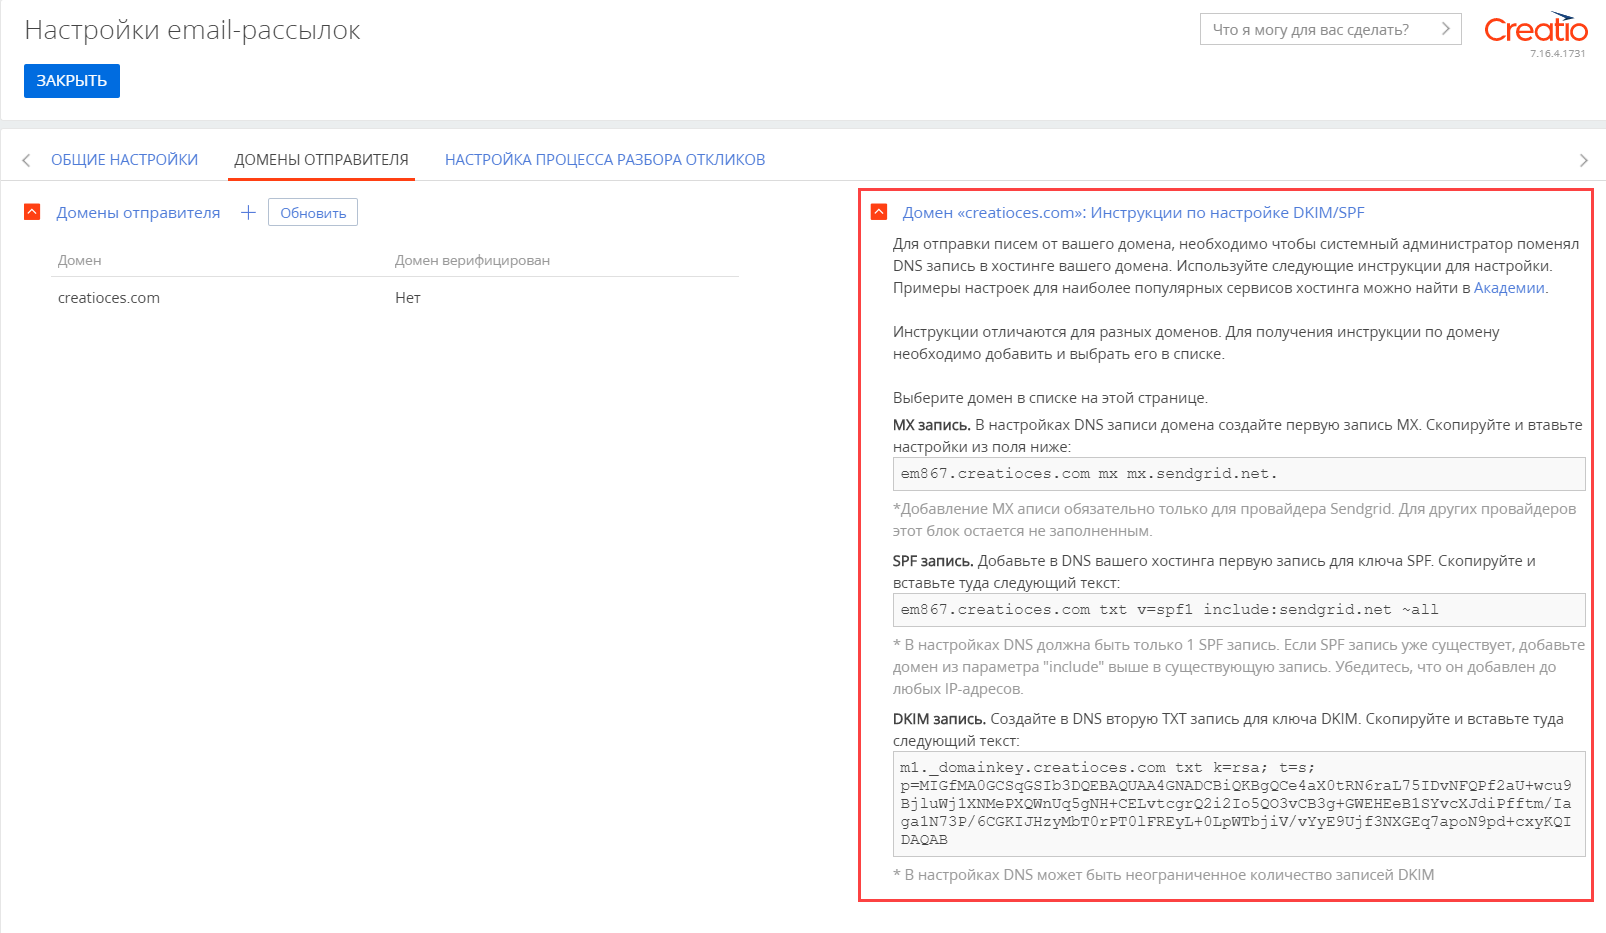 Настройки email-рассылок
Что я могу для вас сделать?
Creatio
7.16.4.1731
ЗАКРЫТЬ
ОБЩИЕ НАСТРОЙКИ
ДОМЕНЫ ОТПРАВИТЕЛЯ
НАСТРОЙКА ПРОЦЕССА РАЗБОРА ОТКЛИКОВ
Домены отправителя
Обновить
Домен
Домен верифицирован
creatioces.com
Нет
Домен «creatioces.com»: Инструкции по настройке DKIM/SPF
Для отправки писем от вашего домена, необходимо чтобы системный администратор поменял
DNS запись в хостинге вашего домена. Используйте следующие инструкции для настройки.
Примеры настроек для наиболее популярных сервисов хостинга можно найти в Академии.
Инструкции отличаются для разных доменов. Для получения инструкции по домену
необходимо добавить и выбрать его в списке.
Выберите домен в списке на этой странице.
MX запись. В настройках DNS записи домена создайте первую запись MX. Скопируйте и втавьте
настройки из поля ниже:
em867.creatioces.com mx mx.sendgrid.net.
*Добавление MX аписи обязательно только для провайдера Sendgrid. Для других провайдеров
этот блок остается не заполненным.
SPF запись. Добавьте в DNS вашего хостинга первую запись для ключа SPF. Скопируйте и
вставьте туда следующий текст:
em867.creatioces.com txt v=spf1 include:sendgrid.net ~all
* В настройках DNS должна быть только 1 SPF запись. Если SPF запись уже существует, добавьте
домен из параметра "include" выше в существующую запись. Убедитесь, что он добавлен до
любых IP-адресов.
DKIM запись. Создайте в DNS вторую TXT запись для ключа DKIM. Скопируйте и вставьте туда
следующий текст:
m1._domainkey.creatioces.com txt k=rsa; t=s;
p=MIGfMA0GCSqGSIb3DQEBAQUAA4GNADCBiQKBgQCe4aX0tRN6raL75IDvNFQPf2aU+wcu9
BjluWj1XNMePXQWnUq5gNH+CELvtcgrQ2i2Io5QO3vCB3g+GWEHEeB1SYvcXJdiPfftm/Ia
ga1N73P/6CGKIJHzyMbT0rPT0lFREyL+0LpWTbjiV/vYyE9Ujf3NXGEq7apoN9pd+cxyKQI
DAQAB
* В настройках DNS может быть неограниченное количество записей DKIM